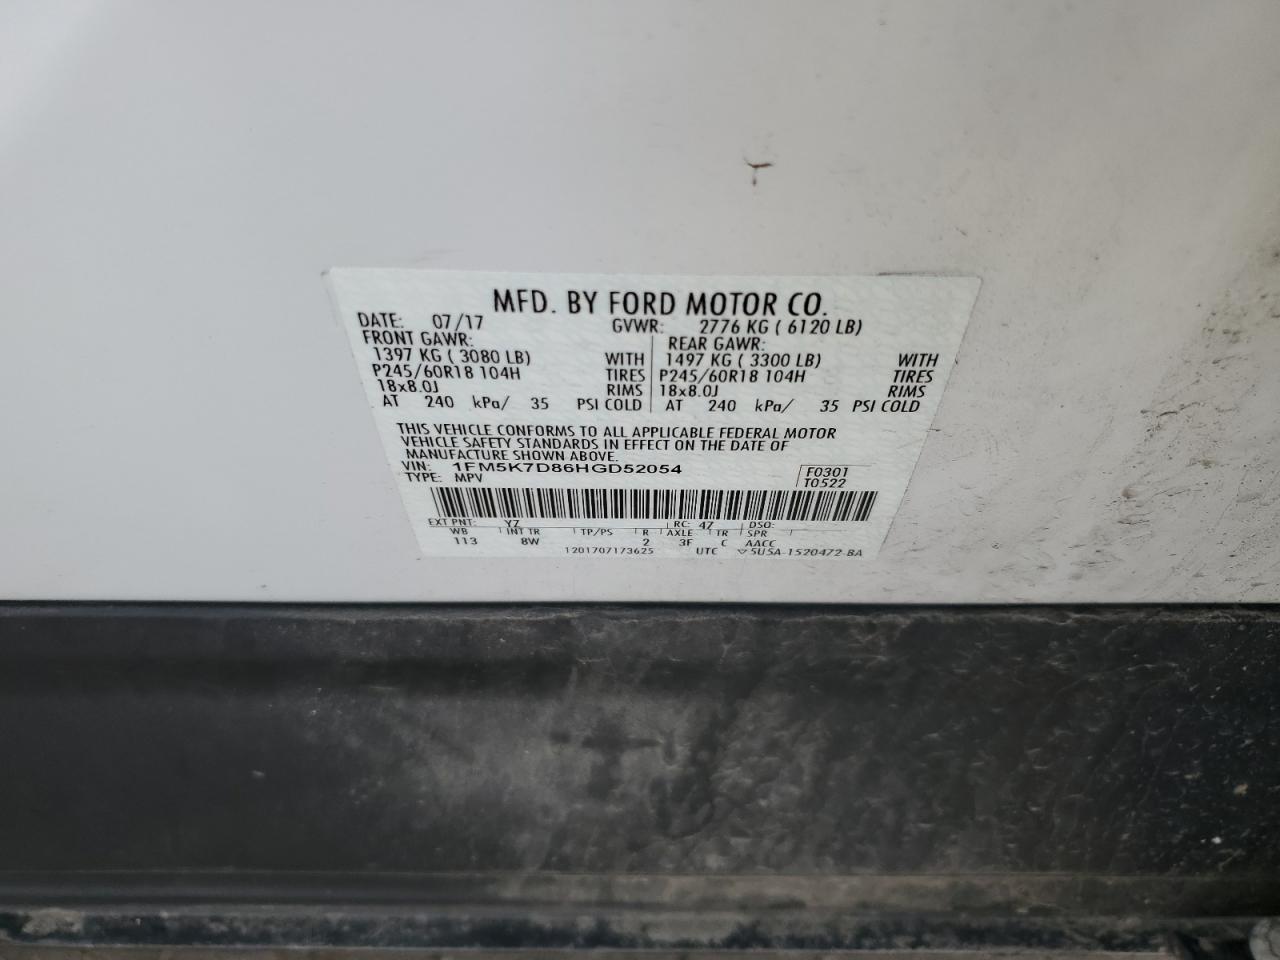 MFD. BY FORD MOTOR CO.
DATE: 07/17 GVWR: 2776 KG ( 6120 LB)
FRONT GAWR: REAR GAWR:
1397 KG ( 3080 LB) WITH 1497 KG ( 3300 LB) WITH
P245/60R18 104H TIRES P245/60R18 104H TIRES
18x8.0J RIMS 18x8.0J RIMS
AT 240 kPa/ 35 PSI COLD AT 240 kPa/ 35 PSI COLD
THIS VEHICLE CONFORMS TO ALL APPLICABLE FEDERAL MOTOR
VEHICLE SAFETY STANDARDS IN EFFECT ON THE DATE OF
MANUFACTURE SHOWN ABOVE.
VIN: 1FM5K7D86HGD52054 F0301
TYPE: MPV T0522
EXT PNT: YZ RC: 47 DSO:
WB INT TR TP/PS R AXLE TR SPR
113 8W 2 3F C AACC
1201707173625 UTC ▽ 5U5A-1520472-BA